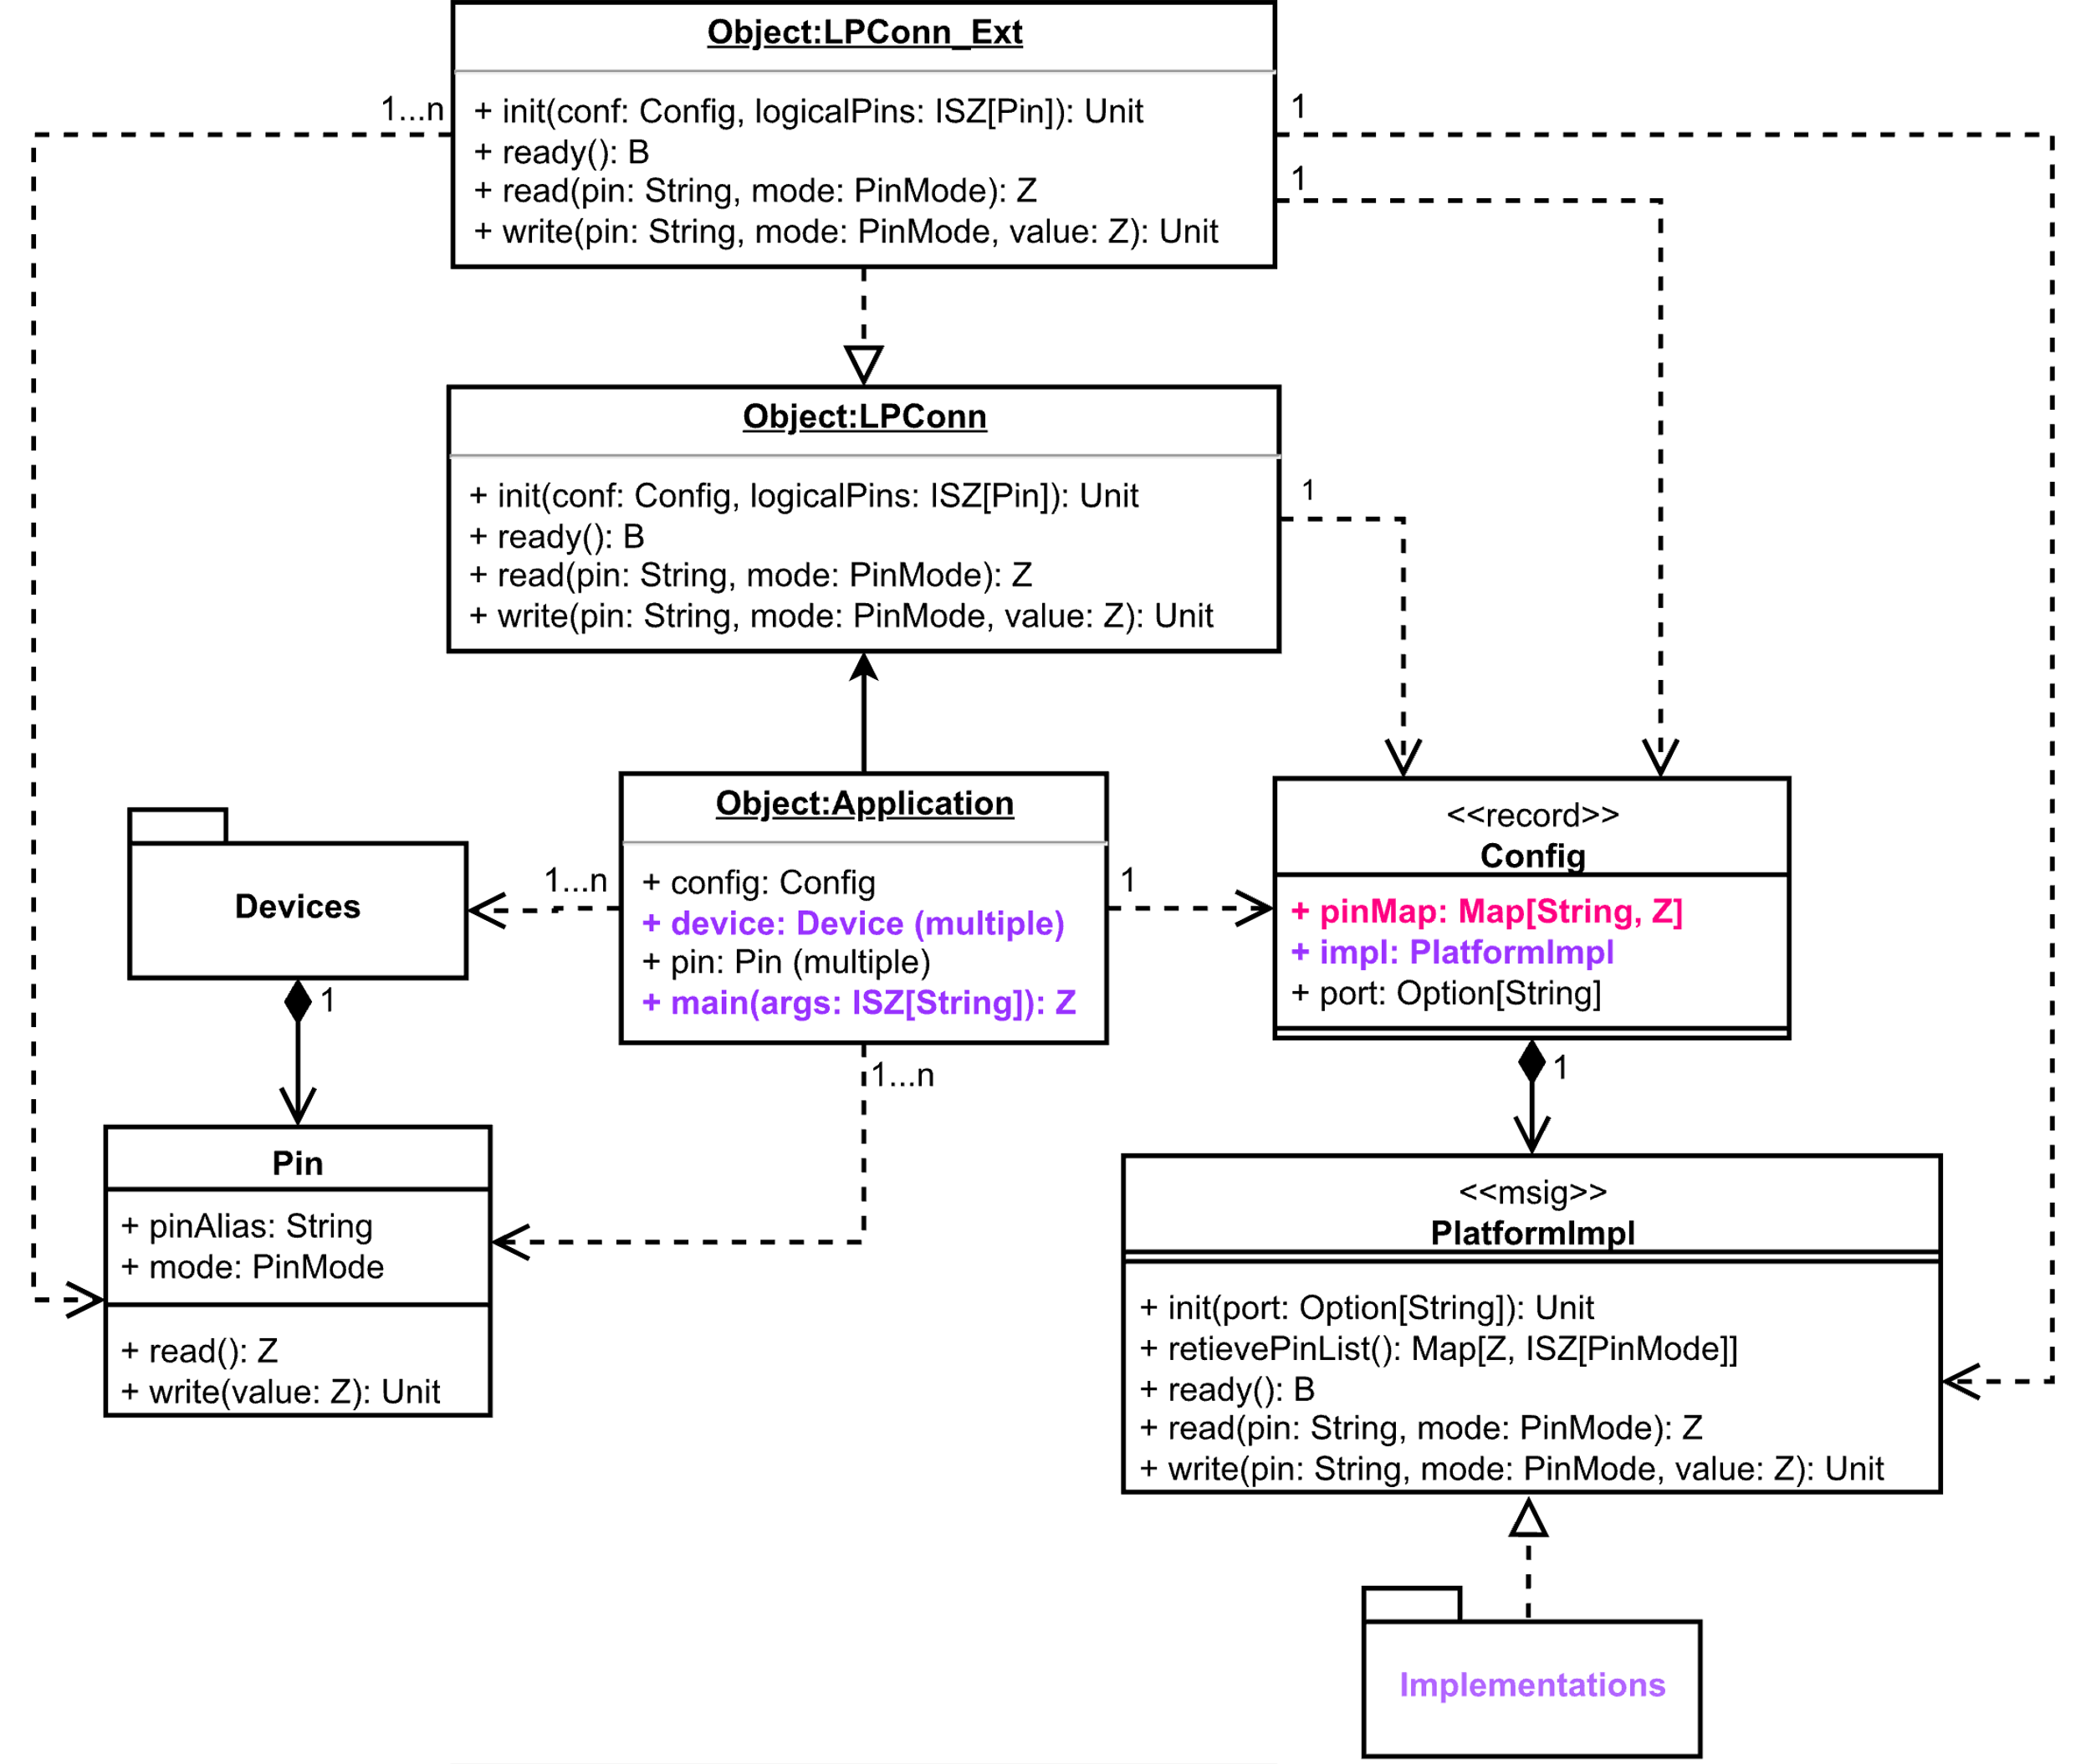 Object:LPConn_Ext
1...n
1
+ init(conf: Config, logicalPins: ISZ[Pin]): Unit
+ ready(): B
1
+ read(pin: String, mode: PinMode): Z
+ write(pin: String, mode: PinMode, value: Z): Unit
Object:LPConn
1
+ init(conf: Config, logicalPins: ISZ[Pin]): Unit
+ ready(): B
+ read(pin: String, mode: PinMode): Z
+ write(pin: String, mode: PinMode, value: Z): Unit
Object:Application
1...n
+ config: Config
+ device: Device (multiple)
+ pin: Pin (multiple)
+ main(args: ISZ[String]): Z
1
1...n
Devices
1
<<record>>
Config
+ pinMap: Map[String, Z]
+ impl: PlatformImpl
+ port: Option[String]
1
Pin
+ pinAlias: String
+ mode: PinMode
+ read(): Z
+ write(value: Z): Unit
<<msig>>
PlatformImpl
+ init(port: Option[String]): Unit
+ retievePinList(): Map[Z, ISZ[PinMode]]
+ ready(): B
+ read(pin: String, mode: PinMode): Z
+ write(pin: String, mode: PinMode, value: Z): Unit
Implementations